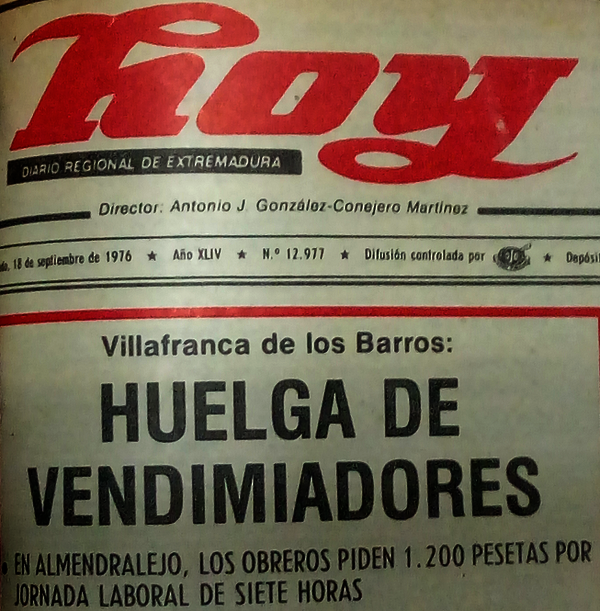 hoy
DIARIO REGIONAL DE EXTREMADURA
Director: Antonio J. González-Conejero Martínez
18 de septiembre de 1976 ★ Año XLIV ★ N.º 12.977 ★ Difusión controlada por ★
Villafranca de los Barros:
HUELGA DE
VENDIMIADORES
EN ALMENDRALEJO, LOS OBREROS PIDEN 1.200 PESETAS POR
JORNADA LABORAL DE SIETE HORAS